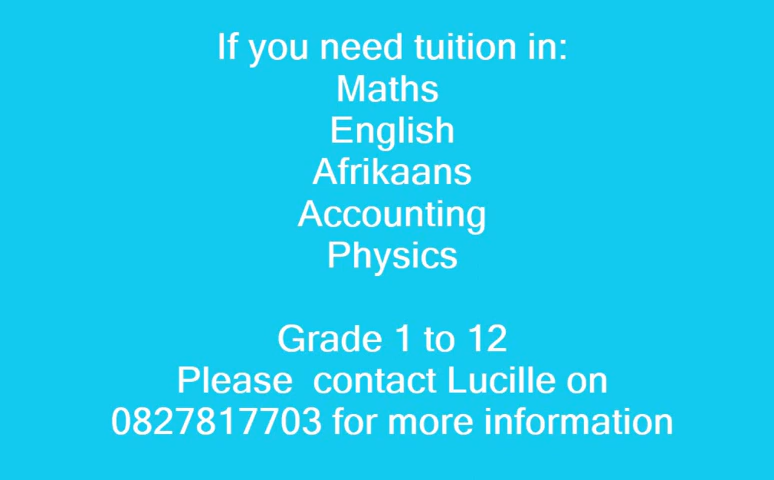 If you need tuition in:
Maths
English
Afrikaans
Accounting
Physics
Grade 1 to 12
Please  contact Lucille on
0827817703 for more information